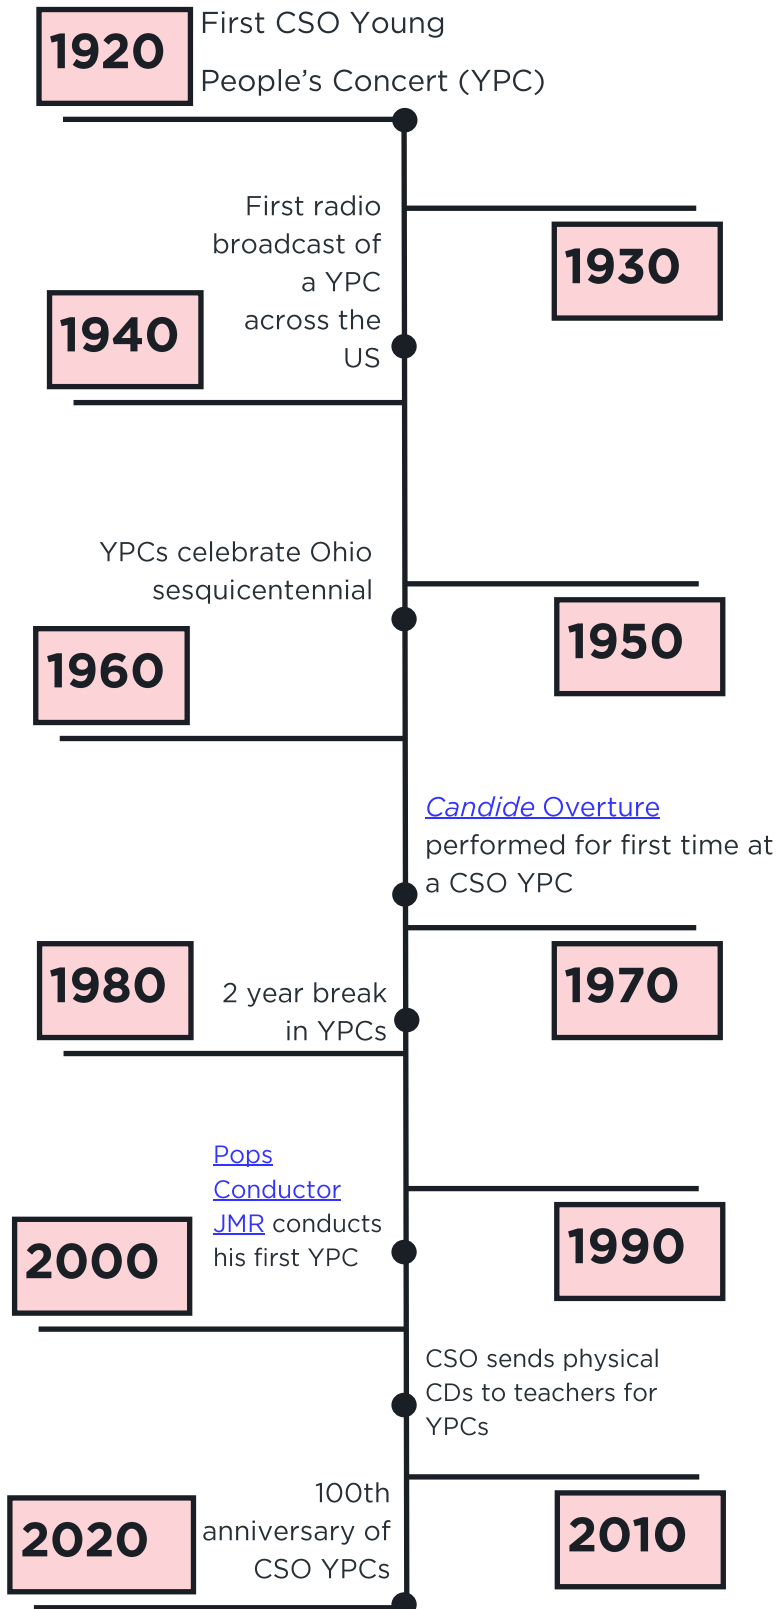 1920
First CSO Young
People's Concert (YPC)
First radio
broadcast of
a YPC
across the
US
1930
1940
YPCs celebrate Ohio
sesquicentennial
1950
1960
Candide Overture
performed for first time at
a CSO YPC
1970
1980
2 year break
in YPCs
Pops
Conductor
JMR conducts
his first YPC
1990
2000
CSO sends physical
CDs to teachers for
YPCs
2010
100th
anniversary of
CSO YPCs
2020